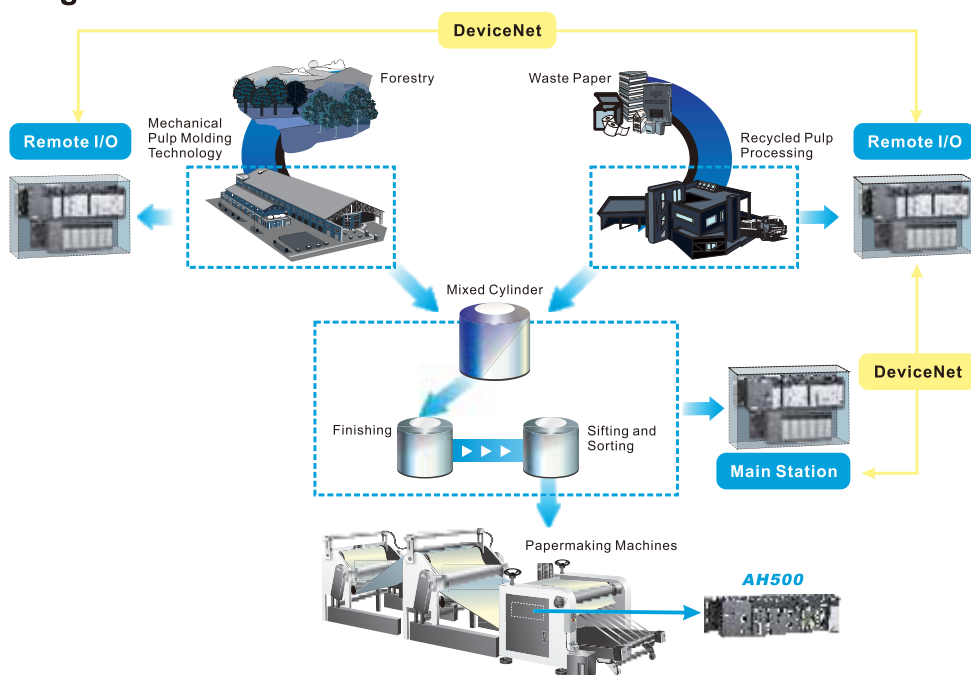 DeviceNet
Forestry
Waste Paper
Remote I/O
Mechanical
Pulp Molding
Technology
Recycled Pulp
Processing
Remote I/O
Mixed Cylinder
DeviceNet
Finishing
Sifting and
Sorting
Main Station
Papermaking Machines
AH500